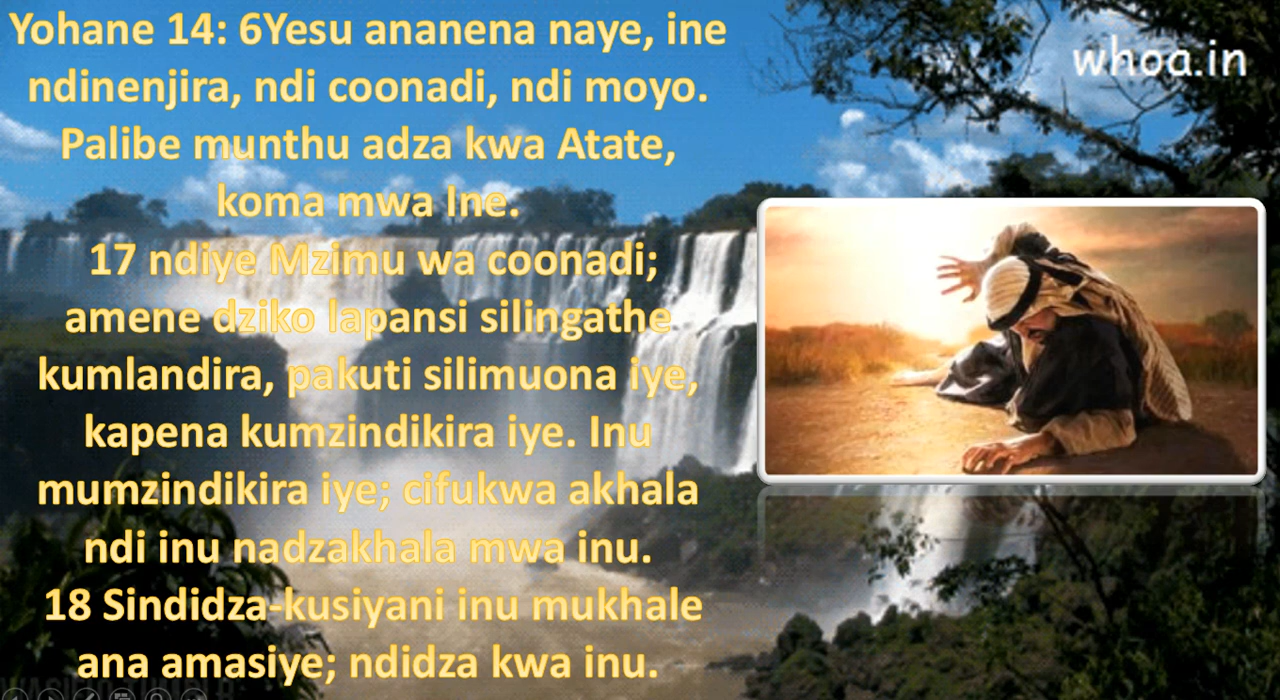 Yohane 14: 6Yesu ananena naye, ine
ndinenjira, ndi coonadi, ndi moyo.
Palibe munthu adza kwa Atate,
koma mwa Ine.
17 ndiye Mzimu wa coonadi;
amene dziko lapansi silingathe
kumlandira, pakuti silimuona iye,
kapena kumzindikira iye. Inu
mumzindikira iye; cifukwa akhala
ndi inu nadzakhala mwa inu.
18 Sindidza-kusiyani inu mukhale
ana amasiye; ndidza kwa inu.
whoa.in